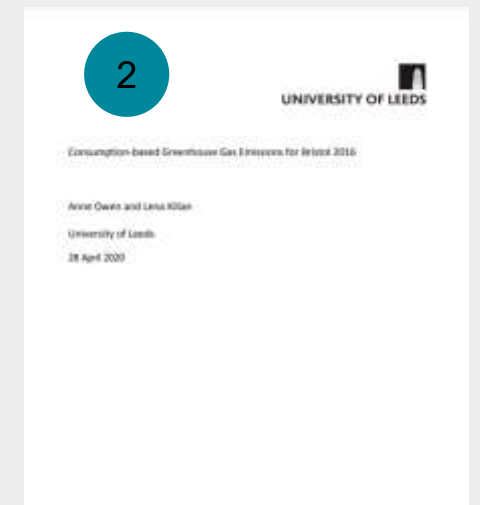 2
UNIVERSITY OF LEEDS
Consumption-based Greenhouse Gas Emissions for Bristol 2016
Anne Owen and Lena Kilian
University of Leeds
28 April 2020